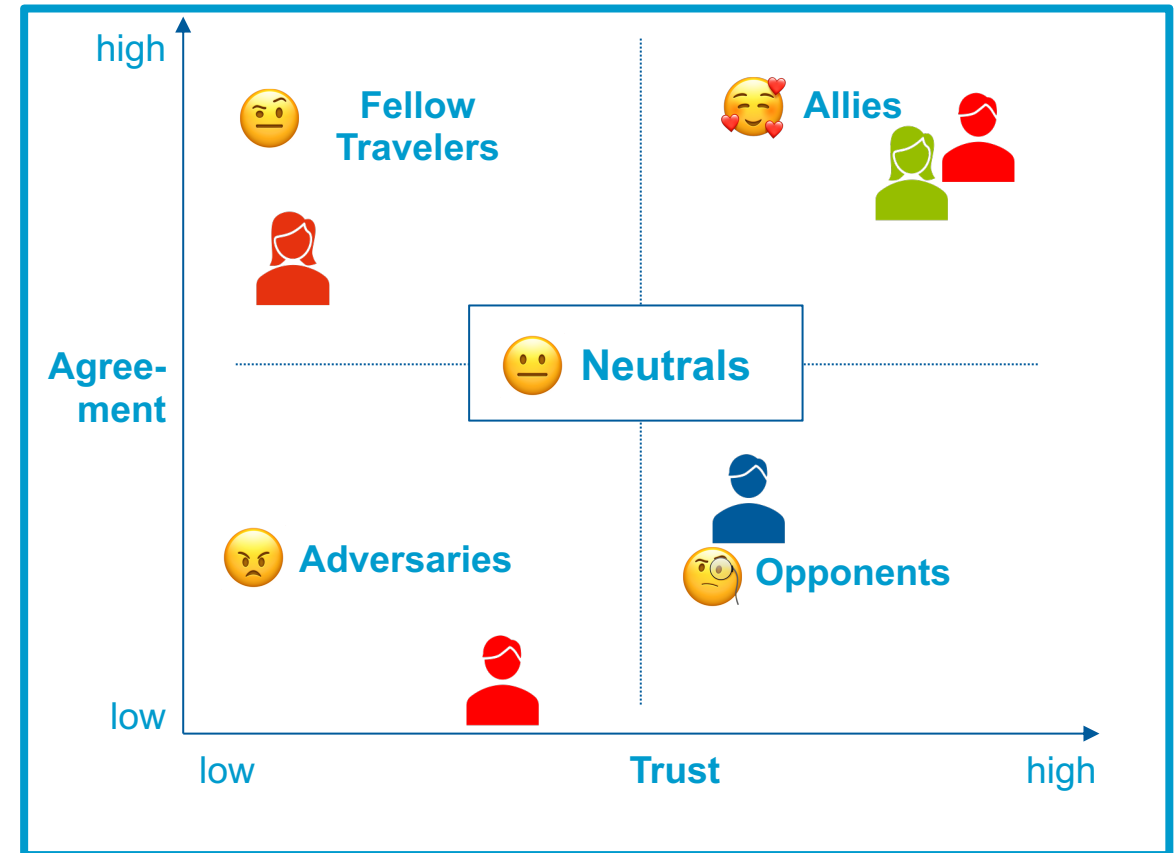 high
Fellow
Travelers
Allies
Agree-
ment
Neutrals
Adversaries
Opponents
low
low
Trust
high